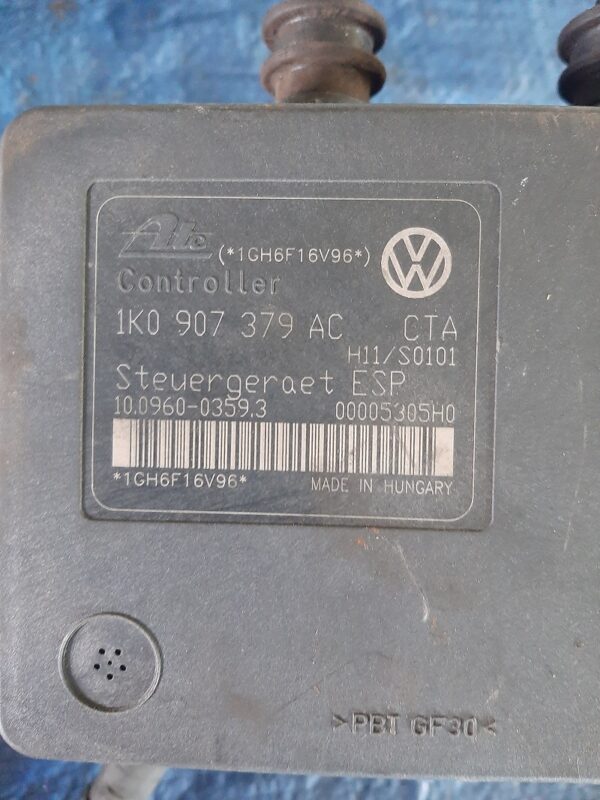 Ate (*1GH6F16V96*)
VW
Controller
1K0 907 379 AC CTA
H11/S0101
Steuergeraet ESP
10.0960-0359.3 00005305H0
*1GH6F16V96* MADE IN HUNGARY
>PBT GF30<